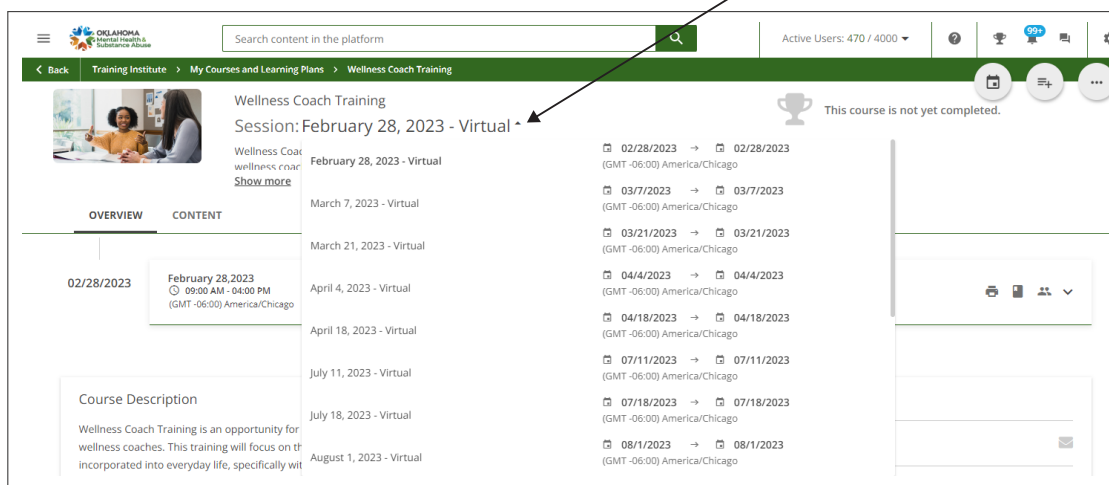 OKLAHOMA
Mental Health &
Substance Abuse
Search content in the platform
Active Users: 470 / 4000
99+
Back Training Institute > My Courses and Learning Plans > Wellness Coach Training
Wellness Coach Training
Session: February 28, 2023 - Virtual
This course is not yet completed.
Wellness Coac
wellness coac
Show more
OVERVIEW CONTENT
February 28, 2023 - Virtual 02/28/2023 → 02/28/2023
(GMT -06:00) America/Chicago
March 7, 2023 - Virtual 03/7/2023 → 03/7/2023
(GMT -06:00) America/Chicago
March 21, 2023 - Virtual 03/21/2023 → 03/21/2023
(GMT -06:00) America/Chicago
April 4, 2023 - Virtual 04/4/2023 → 04/4/2023
(GMT -06:00) America/Chicago
April 18, 2023 - Virtual 04/18/2023 → 04/18/2023
(GMT -06:00) America/Chicago
July 11, 2023 - Virtual 07/11/2023 → 07/11/2023
(GMT -06:00) America/Chicago
July 18, 2023 - Virtual 07/18/2023 → 07/18/2023
(GMT -06:00) America/Chicago
August 1, 2023 - Virtual 08/1/2023 → 08/1/2023
(GMT -06:00) America/Chicago
02/28/2023
February 28,2023
09:00 AM - 04:00 PM
(GMT -06:00) America/Chicago
Course Description
Wellness Coach Training is an opportunity for
wellness coaches. This training will focus on th
incorporated into everyday life, specifically wit